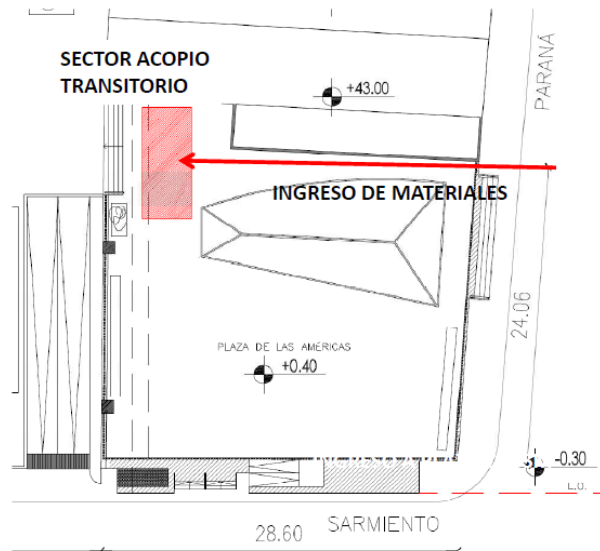 SECTOR ACOPIO
TRANSITORIO
+43.00
PARANÁ
INGRESO DE MATERIALES
24.06
PLAZA DE LAS AMÉRICAS
+0.40
INGRESO A
-0.30
L.O.
28.60
SARMIENTO